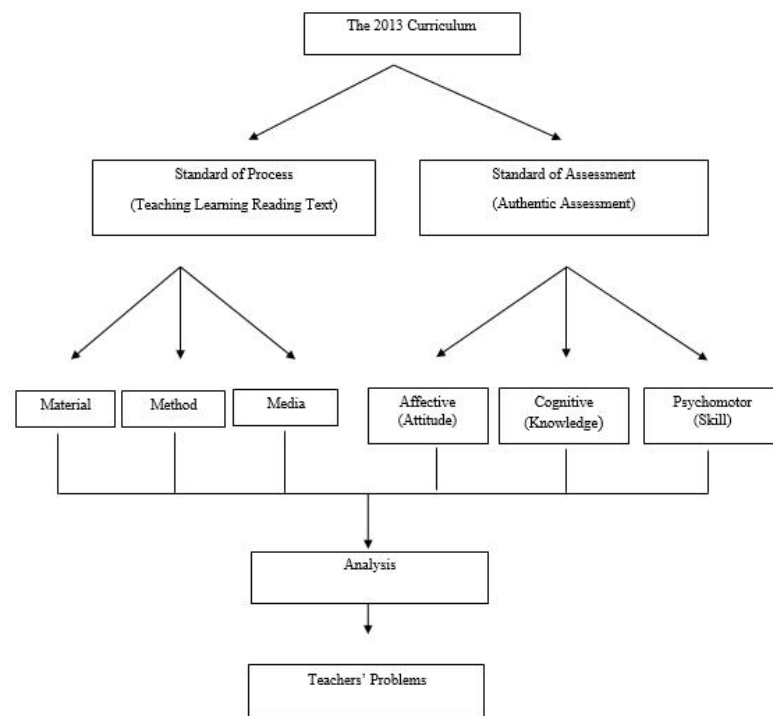 The 2013 Curriculum
Standard of Process
(Teaching Learning Reading Text)
Standard of Assessment
(Authentic Assessment)
Material
Method
Media
Affective
(Attitude)
Cognitive
(Knowledge)
Psychomotor
(Skill)
Analysis
Teachers’ Problems